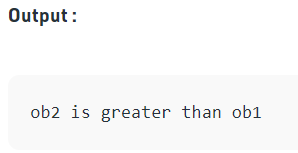 Output:
ob2 is greater than ob1